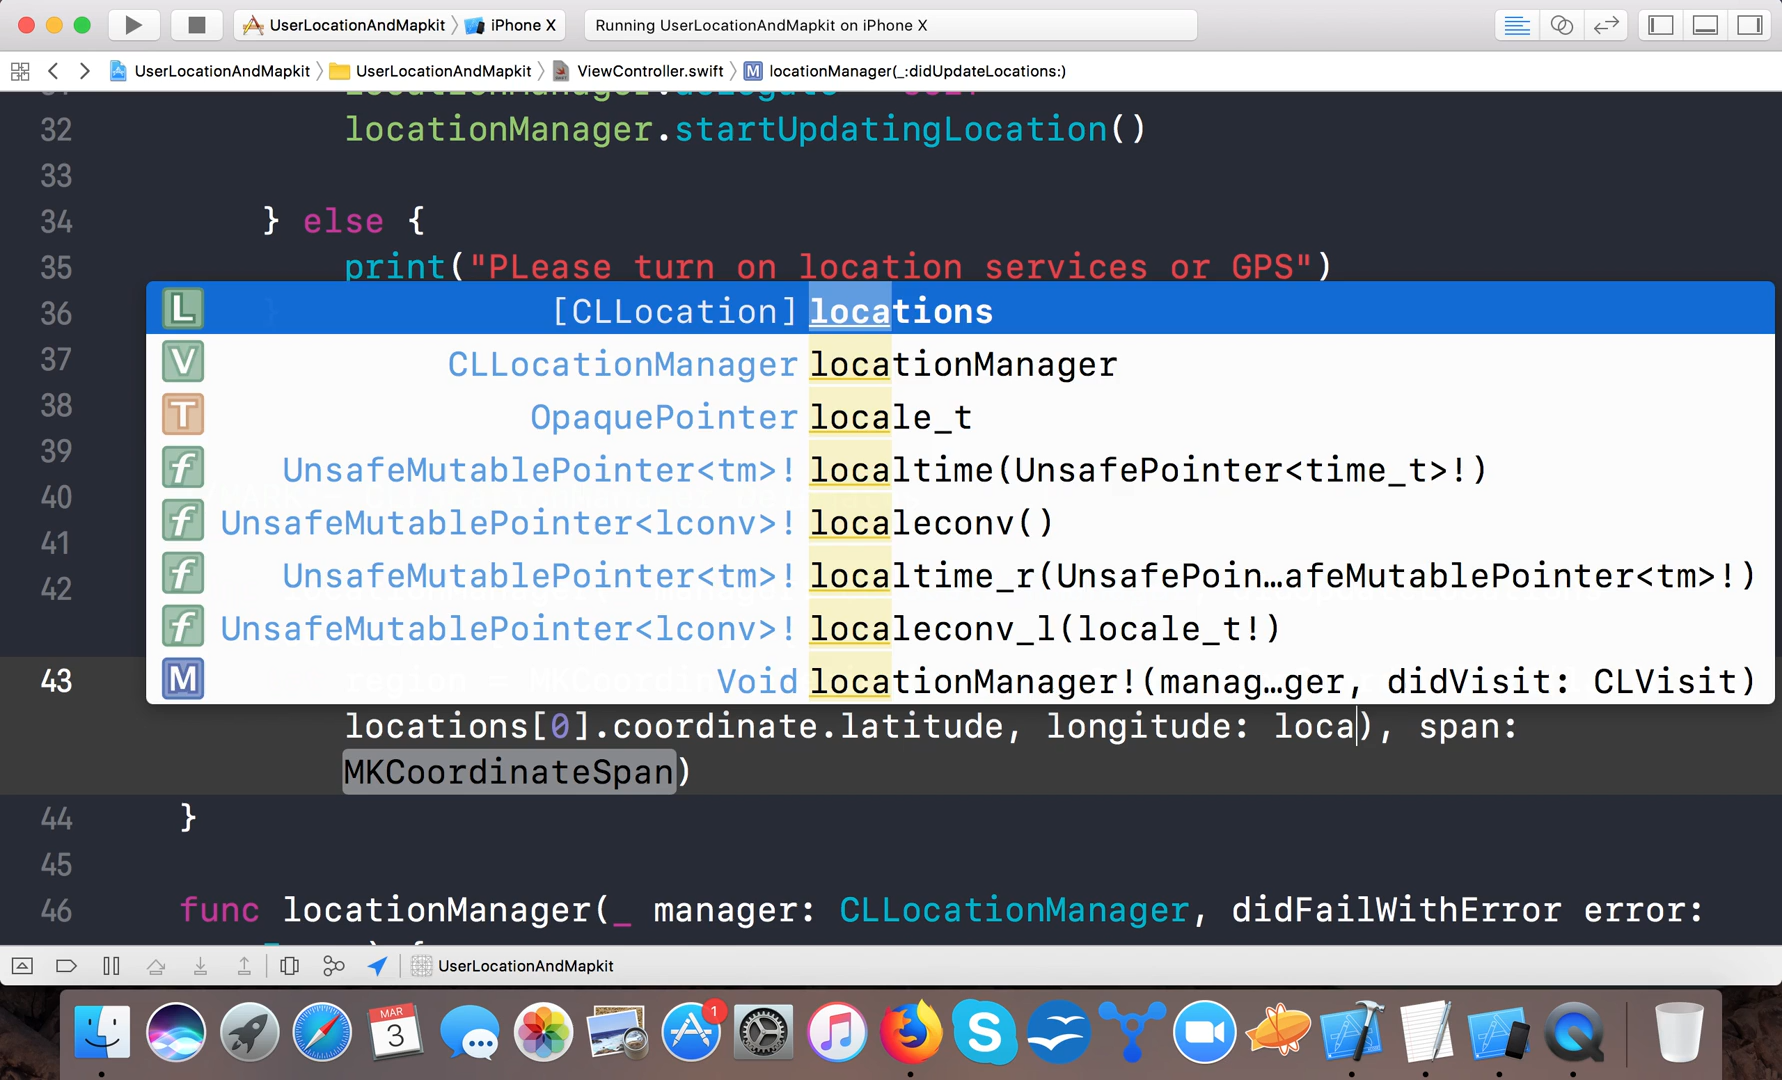 UserLocationAndMapkit iPhone X Running UserLocationAndMapkit on iPhone X
UserLocationAndMapkit UserLocationAndMapkit ViewController.swift M locationManager(_:didUpdateLocations:)
32 locationManager.startUpdatingLocation()
33
34 } else {
35 print("PLease turn on location services or GPS")
36 L [CLLocation] locations
37 V CLLocationManager locationManager
38 T OpaquePointer locale_t
39 f UnsafeMutablePointer<tm>! localtime(UnsafePointer<time_t>!)
40 f UnsafeMutablePointer<lconv>! localeconv()
41 f UnsafeMutablePointer<tm>! localtime_r(UnsafePoin…afeMutablePointer<tm>!)
42 f UnsafeMutablePointer<lconv>! localeconv_l(locale_t!)
43 M Void locationManager!(manag…ger, didVisit: CLVisit)
locations[0].coordinate.latitude, longitude: loca), span:
MKCoordinateSpan)
44 }
45
46 func locationManager(_ manager: CLLocationManager, didFailWithError error:
UserLocationAndMapkit
MAR
3
1